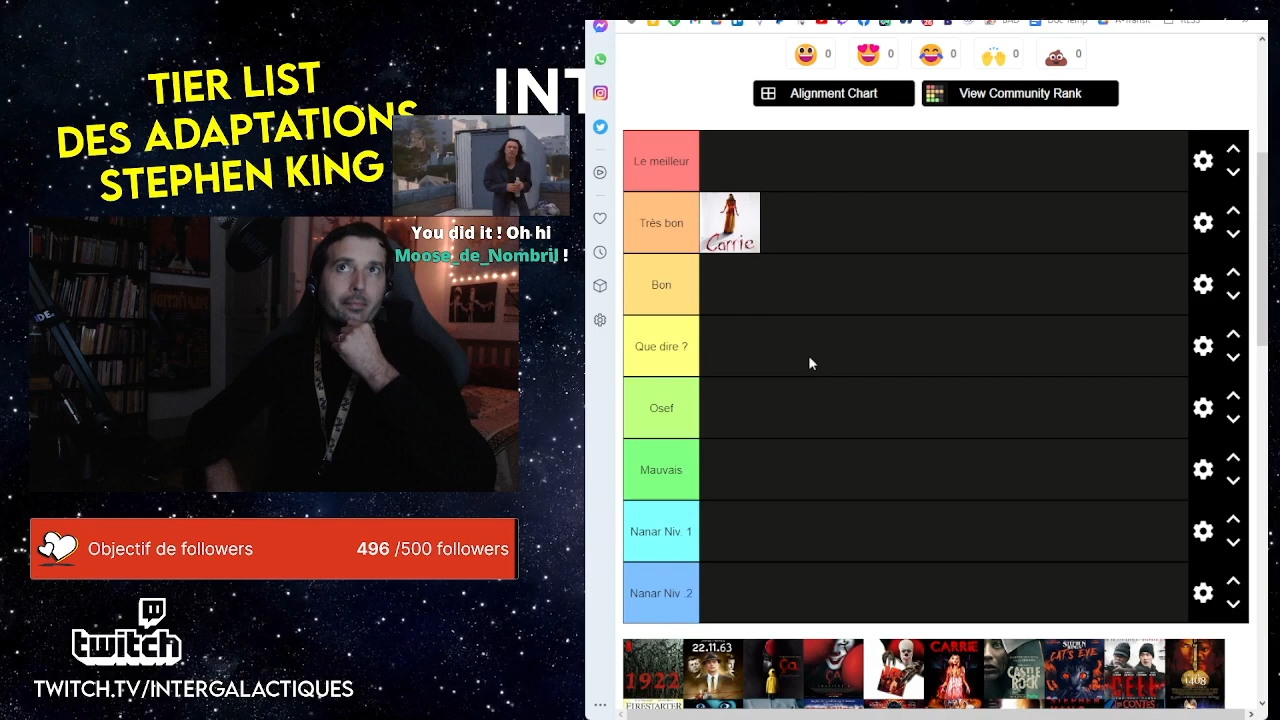 TIER LIST
DES ADAPTATIONS
STEPHEN KING
INT
You did it ! Oh hi
Moose_de_Nombril !
Objectif de followers
496 /500 followers
twitch
TWITCH.TV/INTERGALACTIQUES
0
0
0
0
0
Alignment Chart
View Community Rank
Le meilleur
Très bon
Carrie
Bon
Que dire ?
Osef
Mauvais
Nanar Niv. 1
Nanar Niv .2
1922
22.11.63
Ça
CARRIE
CASTLE
ROCK
CAT'S EYE
1408
FIRESTARTER
CONTES